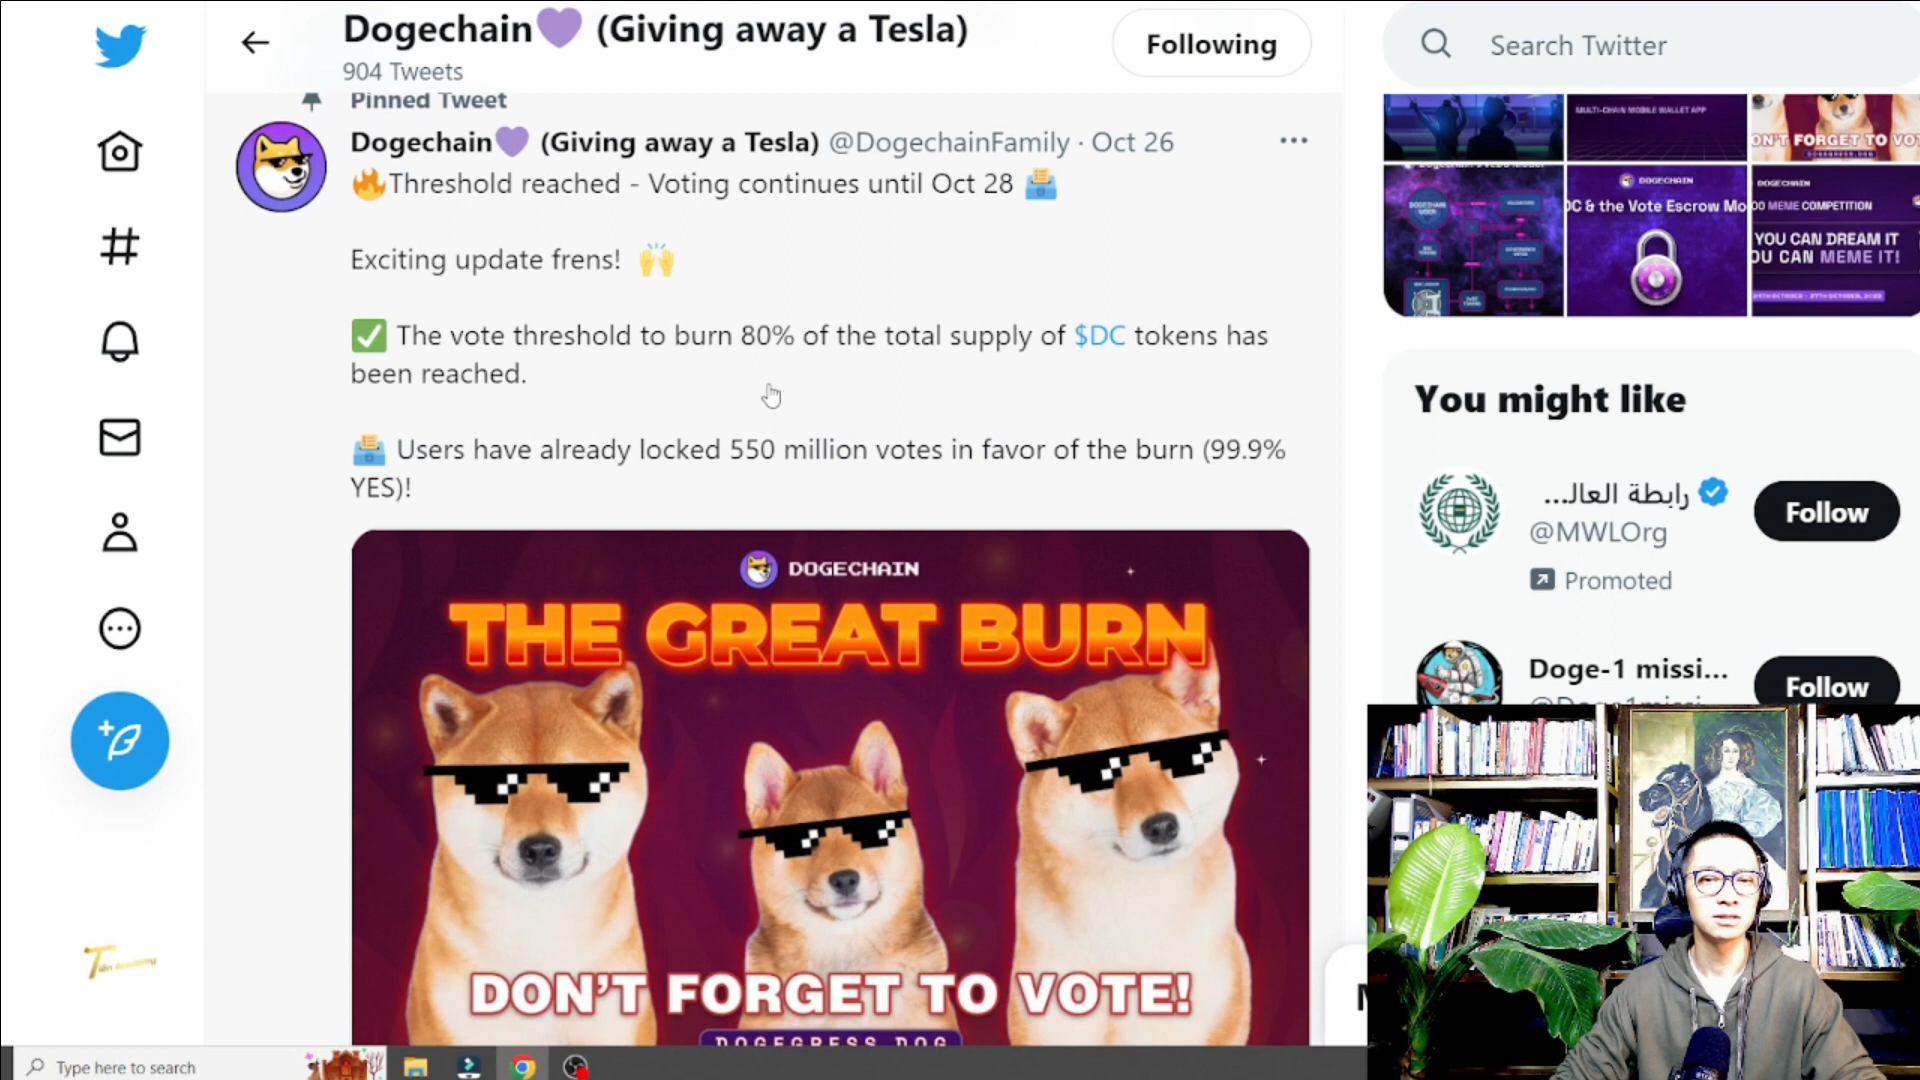 Dogechain💜 (Giving away a Tesla)
904 Tweets
Following
Search Twitter
Pinned Tweet
Dogechain💜 (Giving away a Tesla) @DogechainFamily · Oct 26
🔥Threshold reached - Voting continues until Oct 28 🗳️
Exciting update frens! 🙌
✅ The vote threshold to burn 80% of the total supply of $DC tokens has
been reached.
🗳️ Users have already locked 550 million votes in favor of the burn (99.9%
YES)!
DOGECHAIN
THE GREAT BURN
DON'T FORGET TO VOTE!
DOGEGRESS.DOG
MULTI-CHAIN MOBILE WALLET APP
ON'T FORGET TO VO
DOGECHAIN
DC & the Vote Escrow Mo
DOGECHAIN
MEME COMPETITION
YOU CAN DREAM IT
OU CAN MEME IT!
You might like
رابطة العالـ...
@MWLOrg
Promoted
Follow
Doge-1 missi...
Follow
Type here to search